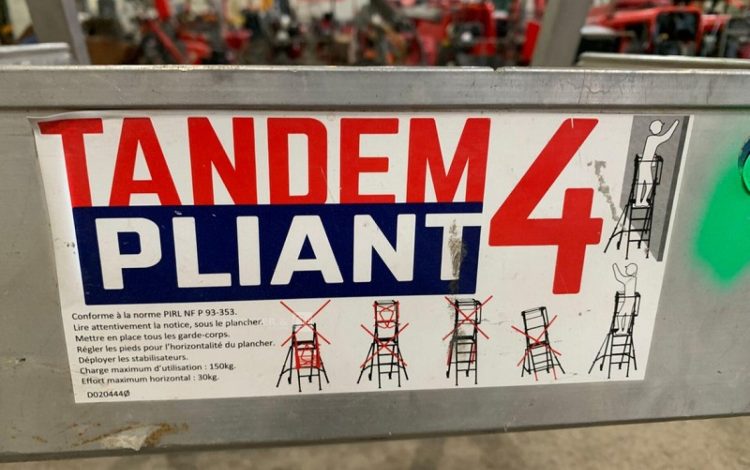 TANDEM 4
PLIANT
Conforme à la norme PIRL NF P 93-353.
Lire attentivement la notice, sous le plancher.
Mettre en place tous les garde-corps.
Régler les pieds pour l'horizontalité du plancher.
Déployer les stabilisateurs.
Charge maximum d'utilisation : 150kg.
Effort maximum horizontal : 30kg.
D020444Ø